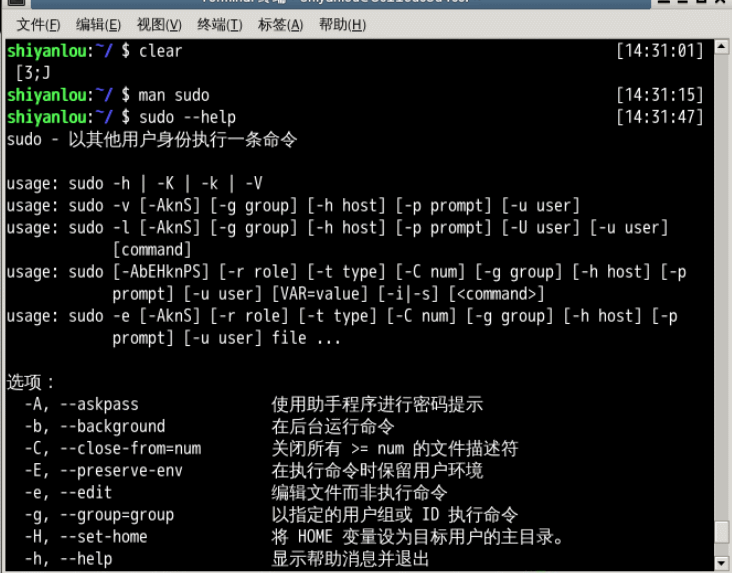 文件(F) 编辑(E) 视图(V) 终端(T) 标签(A) 帮助(H)
shiyanlou:~/ $ clear [14:31:01]
[3;J
shiyanlou:~/ $ man sudo [14:31:15]
shiyanlou:~/ $ sudo --help [14:31:47]
sudo - 以其他用户身份执行一条命令
usage: sudo -h | -K | -k | -V
usage: sudo -v [-AknS] [-g group] [-h host] [-p prompt] [-u user]
usage: sudo -l [-AknS] [-g group] [-h host] [-p prompt] [-U user] [-u user]
[command]
usage: sudo [-AbEHknPS] [-r role] [-t type] [-C num] [-g group] [-h host] [-p
prompt] [-u user] [VAR=value] [-i|-s] [<command>]
usage: sudo -e [-AknS] [-r role] [-t type] [-C num] [-g group] [-h host] [-p
prompt] [-u user] file ...
选项：
-A, --askpass 使用助手程序进行密码提示
-b, --background 在后台运行命令
-C, --close-from=num 关闭所有 >= num 的文件描述符
-E, --preserve-env 在执行命令时保留用户环境
-e, --edit 编辑文件而非执行命令
-g, --group=group 以指定的用户组或 ID 执行命令
-H, --set-home 将 HOME 变量设为目标用户的主目录。
-h, --help 显示帮助消息并退出